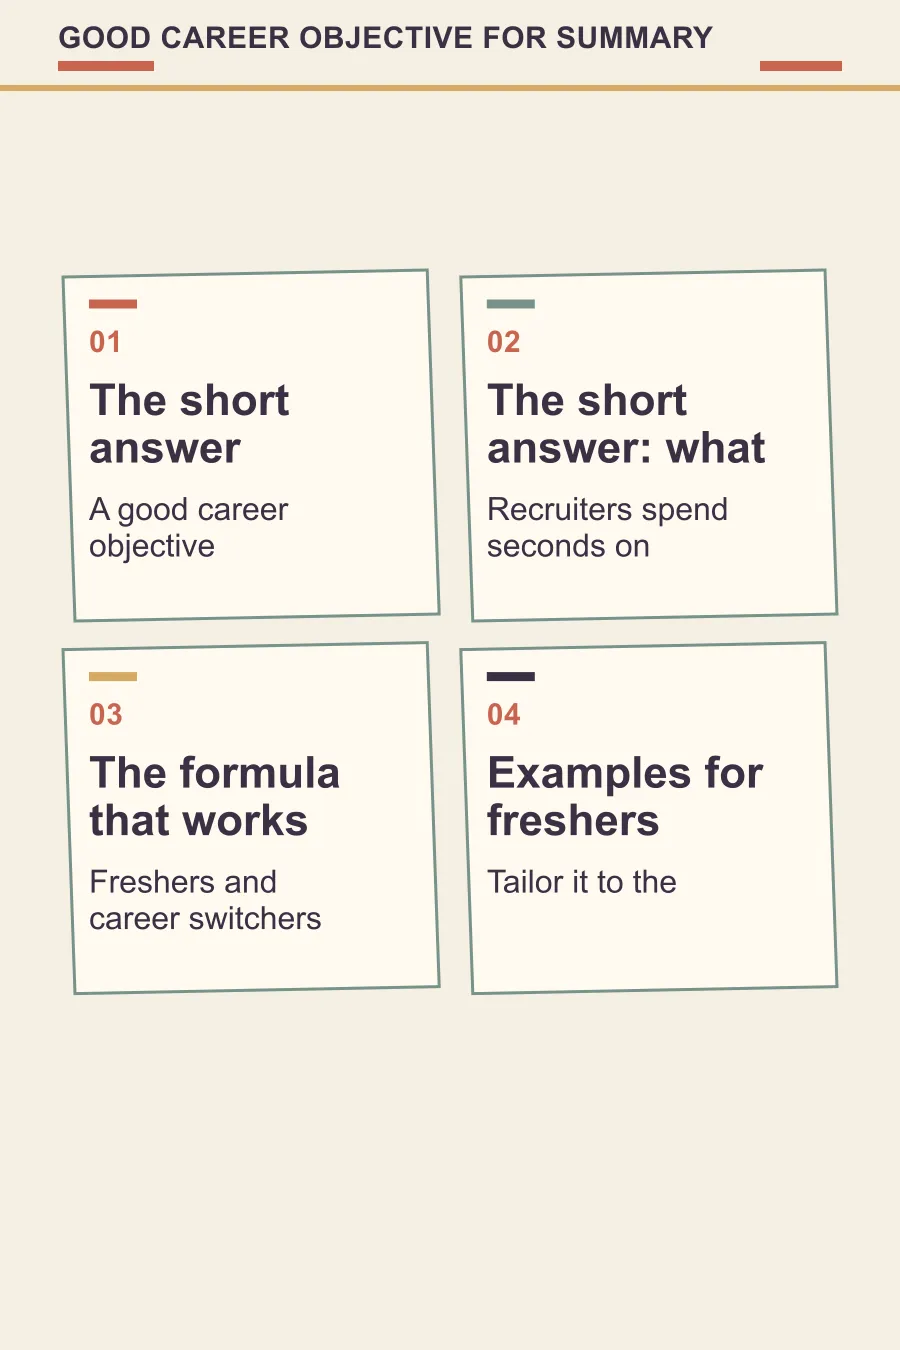 GOOD CAREER OBJECTIVE FOR SUMMARY
01
The short
answer
A good career
objective
02
The short
answer: what
Recruiters spend
seconds on
03
The formula
that works
Freshers and
career switchers
04
Examples for
freshers
Tailor it to the